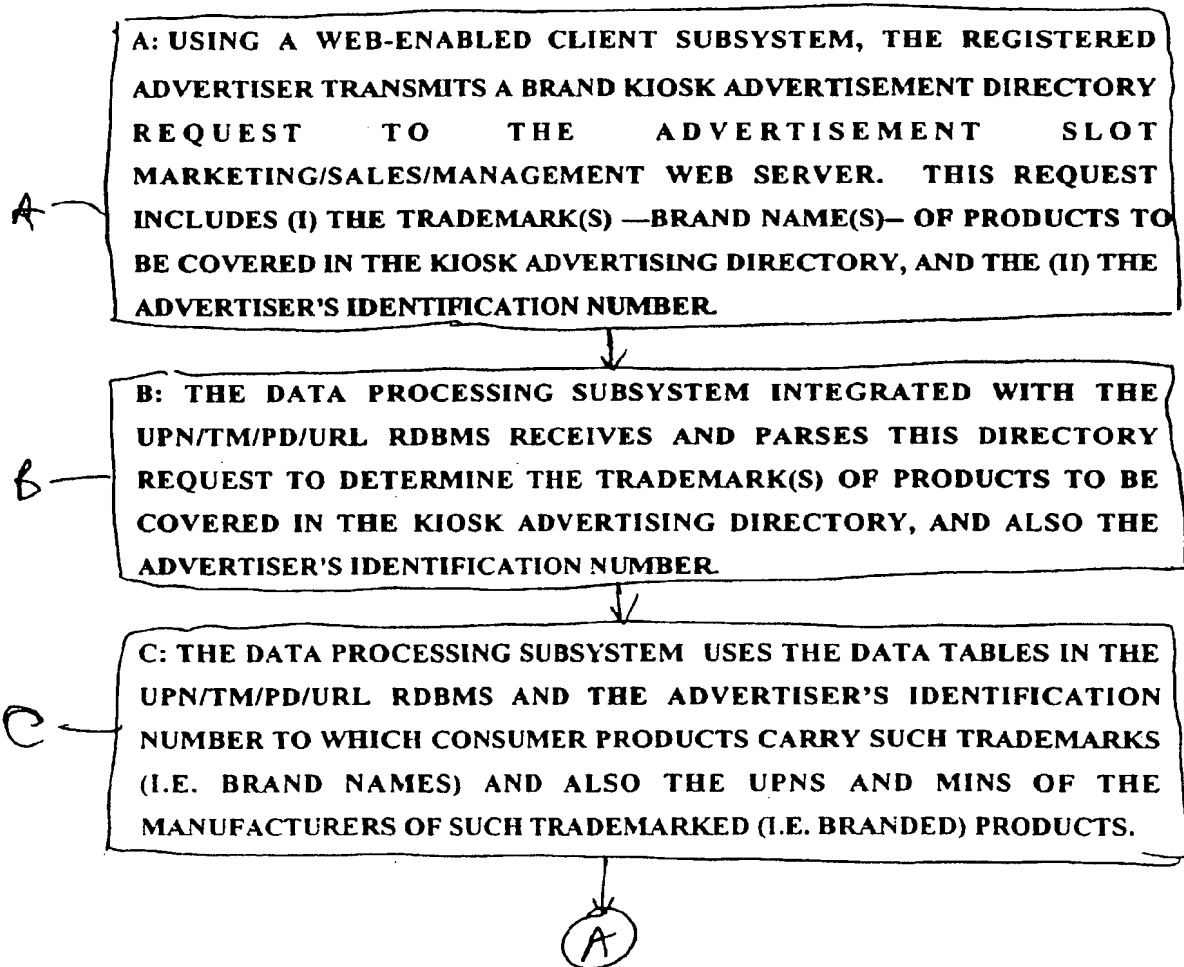 A: USING A WEB-ENABLED CLIENT SUBSYSTEM, THE REGISTERED
ADVERTISER TRANSMITS A BRAND KIOSK ADVERTISEMENT DIRECTORY
REQUEST TO THE ADVERTISEMENT SLOT
MARKETING/SALES/MANAGEMENT WEB SERVER. THIS REQUEST
A
INCLUDES (I) THE TRADEMARK(S) —BRAND NAME(S)– OF PRODUCTS TO
BE COVERED IN THE KIOSK ADVERTISING DIRECTORY, AND THE (II) THE
ADVERTISER'S IDENTIFICATION NUMBER.
B: THE DATA PROCESSING SUBSYSTEM INTEGRATED WITH THE
UPN/TM/PD/URL RDBMS RECEIVES AND PARSES THIS DIRECTORY
B
REQUEST TO DETERMINE THE TRADEMARK(S) OF PRODUCTS TO BE
COVERED IN THE KIOSK ADVERTISING DIRECTORY, AND ALSO THE
ADVERTISER'S IDENTIFICATION NUMBER.
C: THE DATA PROCESSING SUBSYSTEM USES THE DATA TABLES IN THE
UPN/TM/PD/URL RDBMS AND THE ADVERTISER'S IDENTIFICATION
C
NUMBER TO WHICH CONSUMER PRODUCTS CARRY SUCH TRADEMARKS
(I.E. BRAND NAMES) AND ALSO THE UPNS AND MINS OF THE
MANUFACTURERS OF SUCH TRADEMARKED (I.E. BRANDED) PRODUCTS.
A